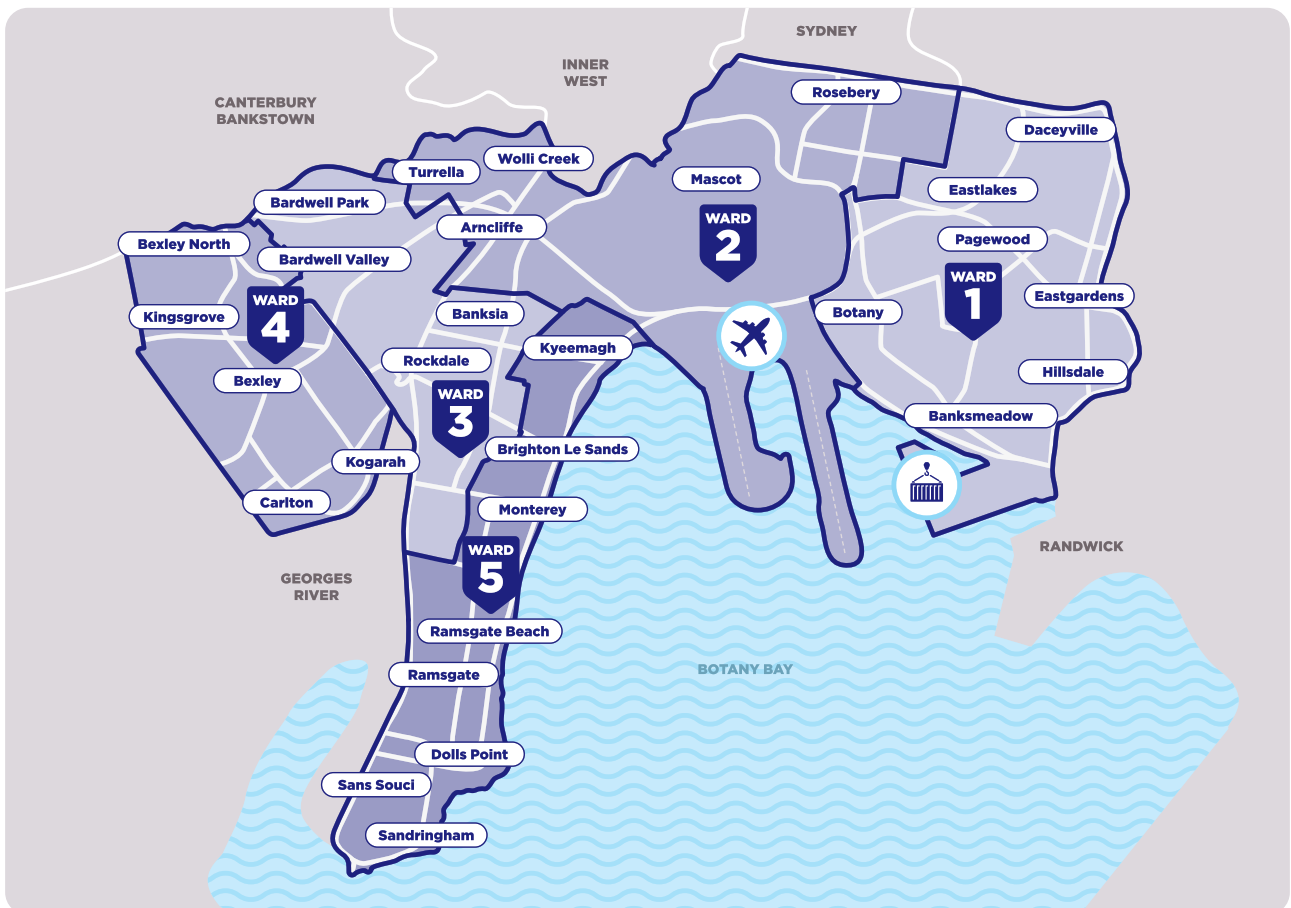 SYDNEY
INNER
WEST
CANTERBURY
BANKSTOWN
Rosebery
Daceyville
Wolli Creek
Turrella
Mascot
Eastlakes
Bardwell Park
WARD
2
Arncliffe
Pagewood
Bexley North
Bardwell Valley
WARD
1
Eastgardens
WARD
4
Botany
Banksia
Kingsgrove
Kyeemagh
Rockdale
Hillsdale
Bexley
WARD
3
Banksmeadow
Brighton Le Sands
Kogarah
Carlton
Monterey
RANDWICK
WARD
5
GEORGES
RIVER
Ramsgate Beach
BOTANY BAY
Ramsgate
Dolls Point
Sans Souci
Sandringham